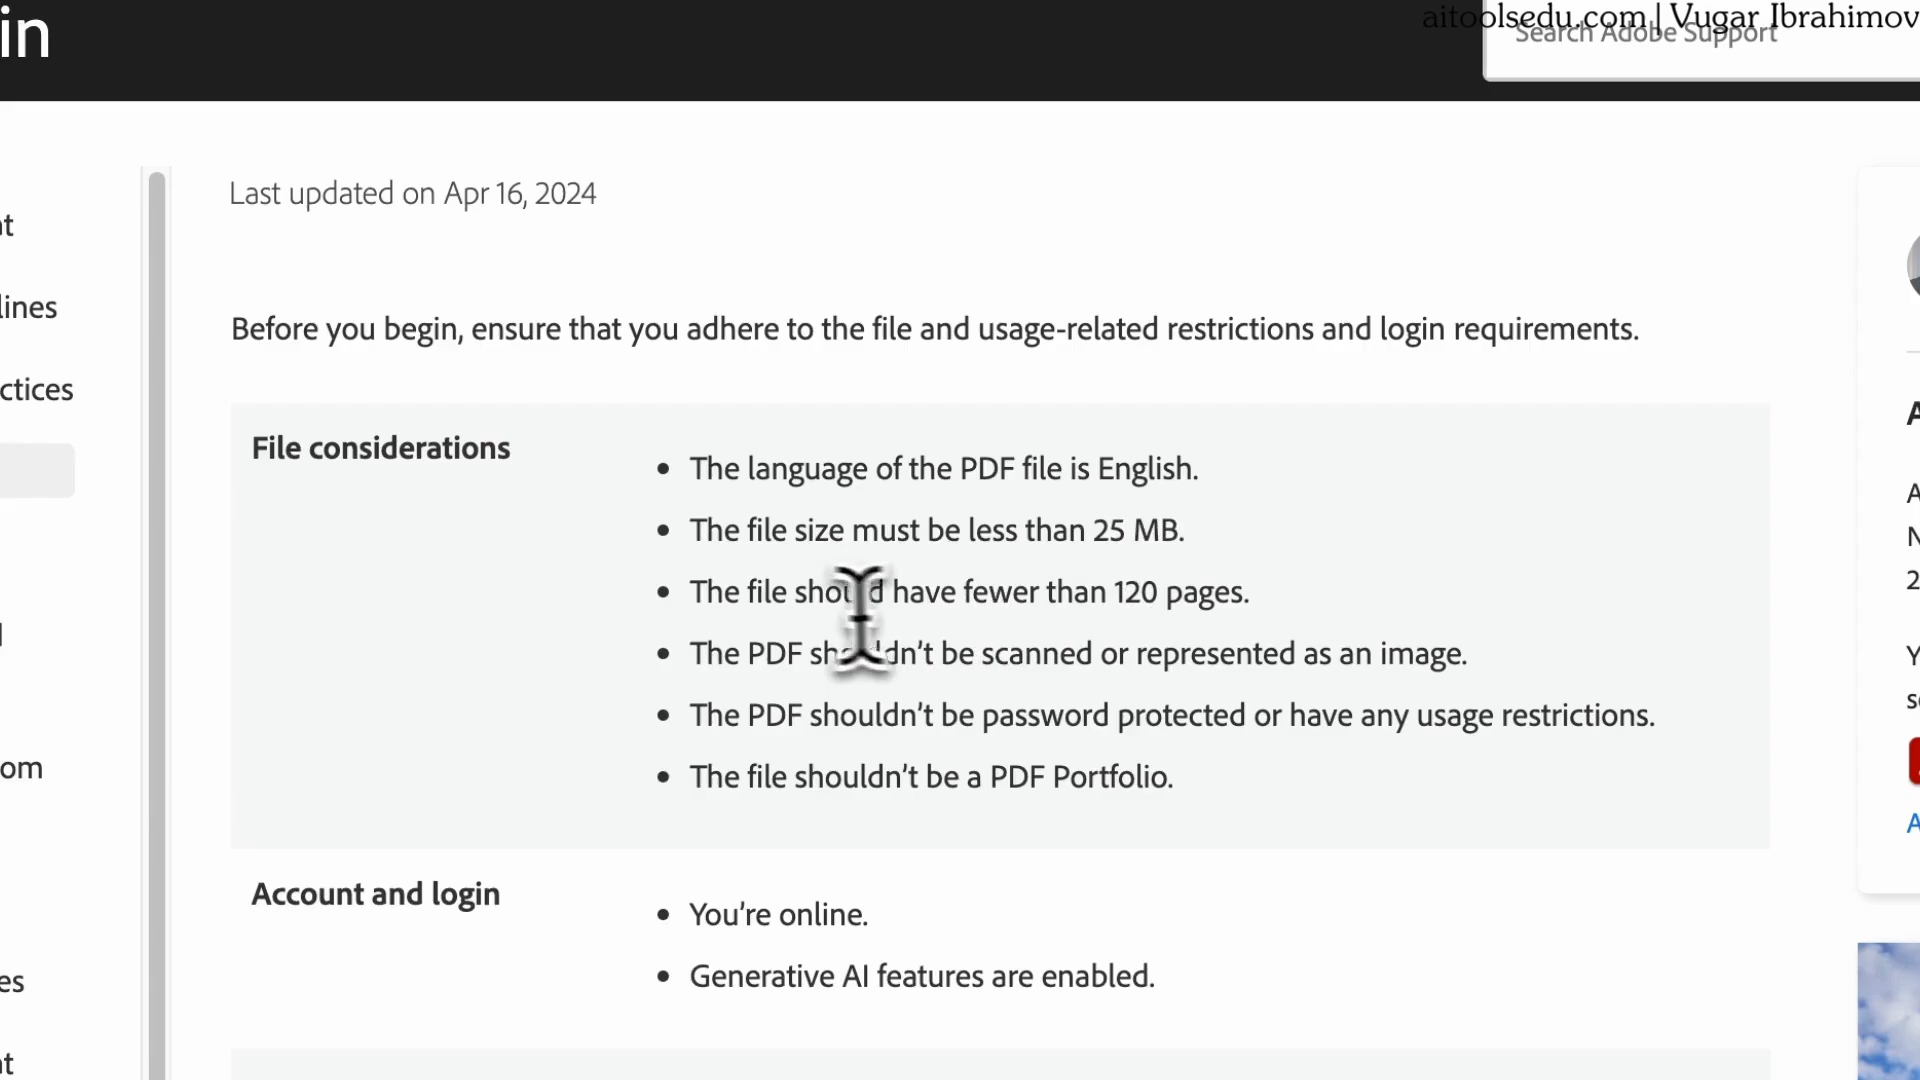 in
aitoolsedu.com | Vugar Ibrahimov
Search Adobe Support
Last updated on Apr 16, 2024
Before you begin, ensure that you adhere to the file and usage-related restrictions and login requirements.
File considerations
The language of the PDF file is English.
The file size must be less than 25 MB.
The file should have fewer than 120 pages.
The PDF shouldn't be scanned or represented as an image.
The PDF shouldn't be password protected or have any usage restrictions.
The file shouldn't be a PDF Portfolio.
Account and login
You're online.
Generative AI features are enabled.
nt
lines
ctices
om
es
nt
A
A
N
2
Y
A